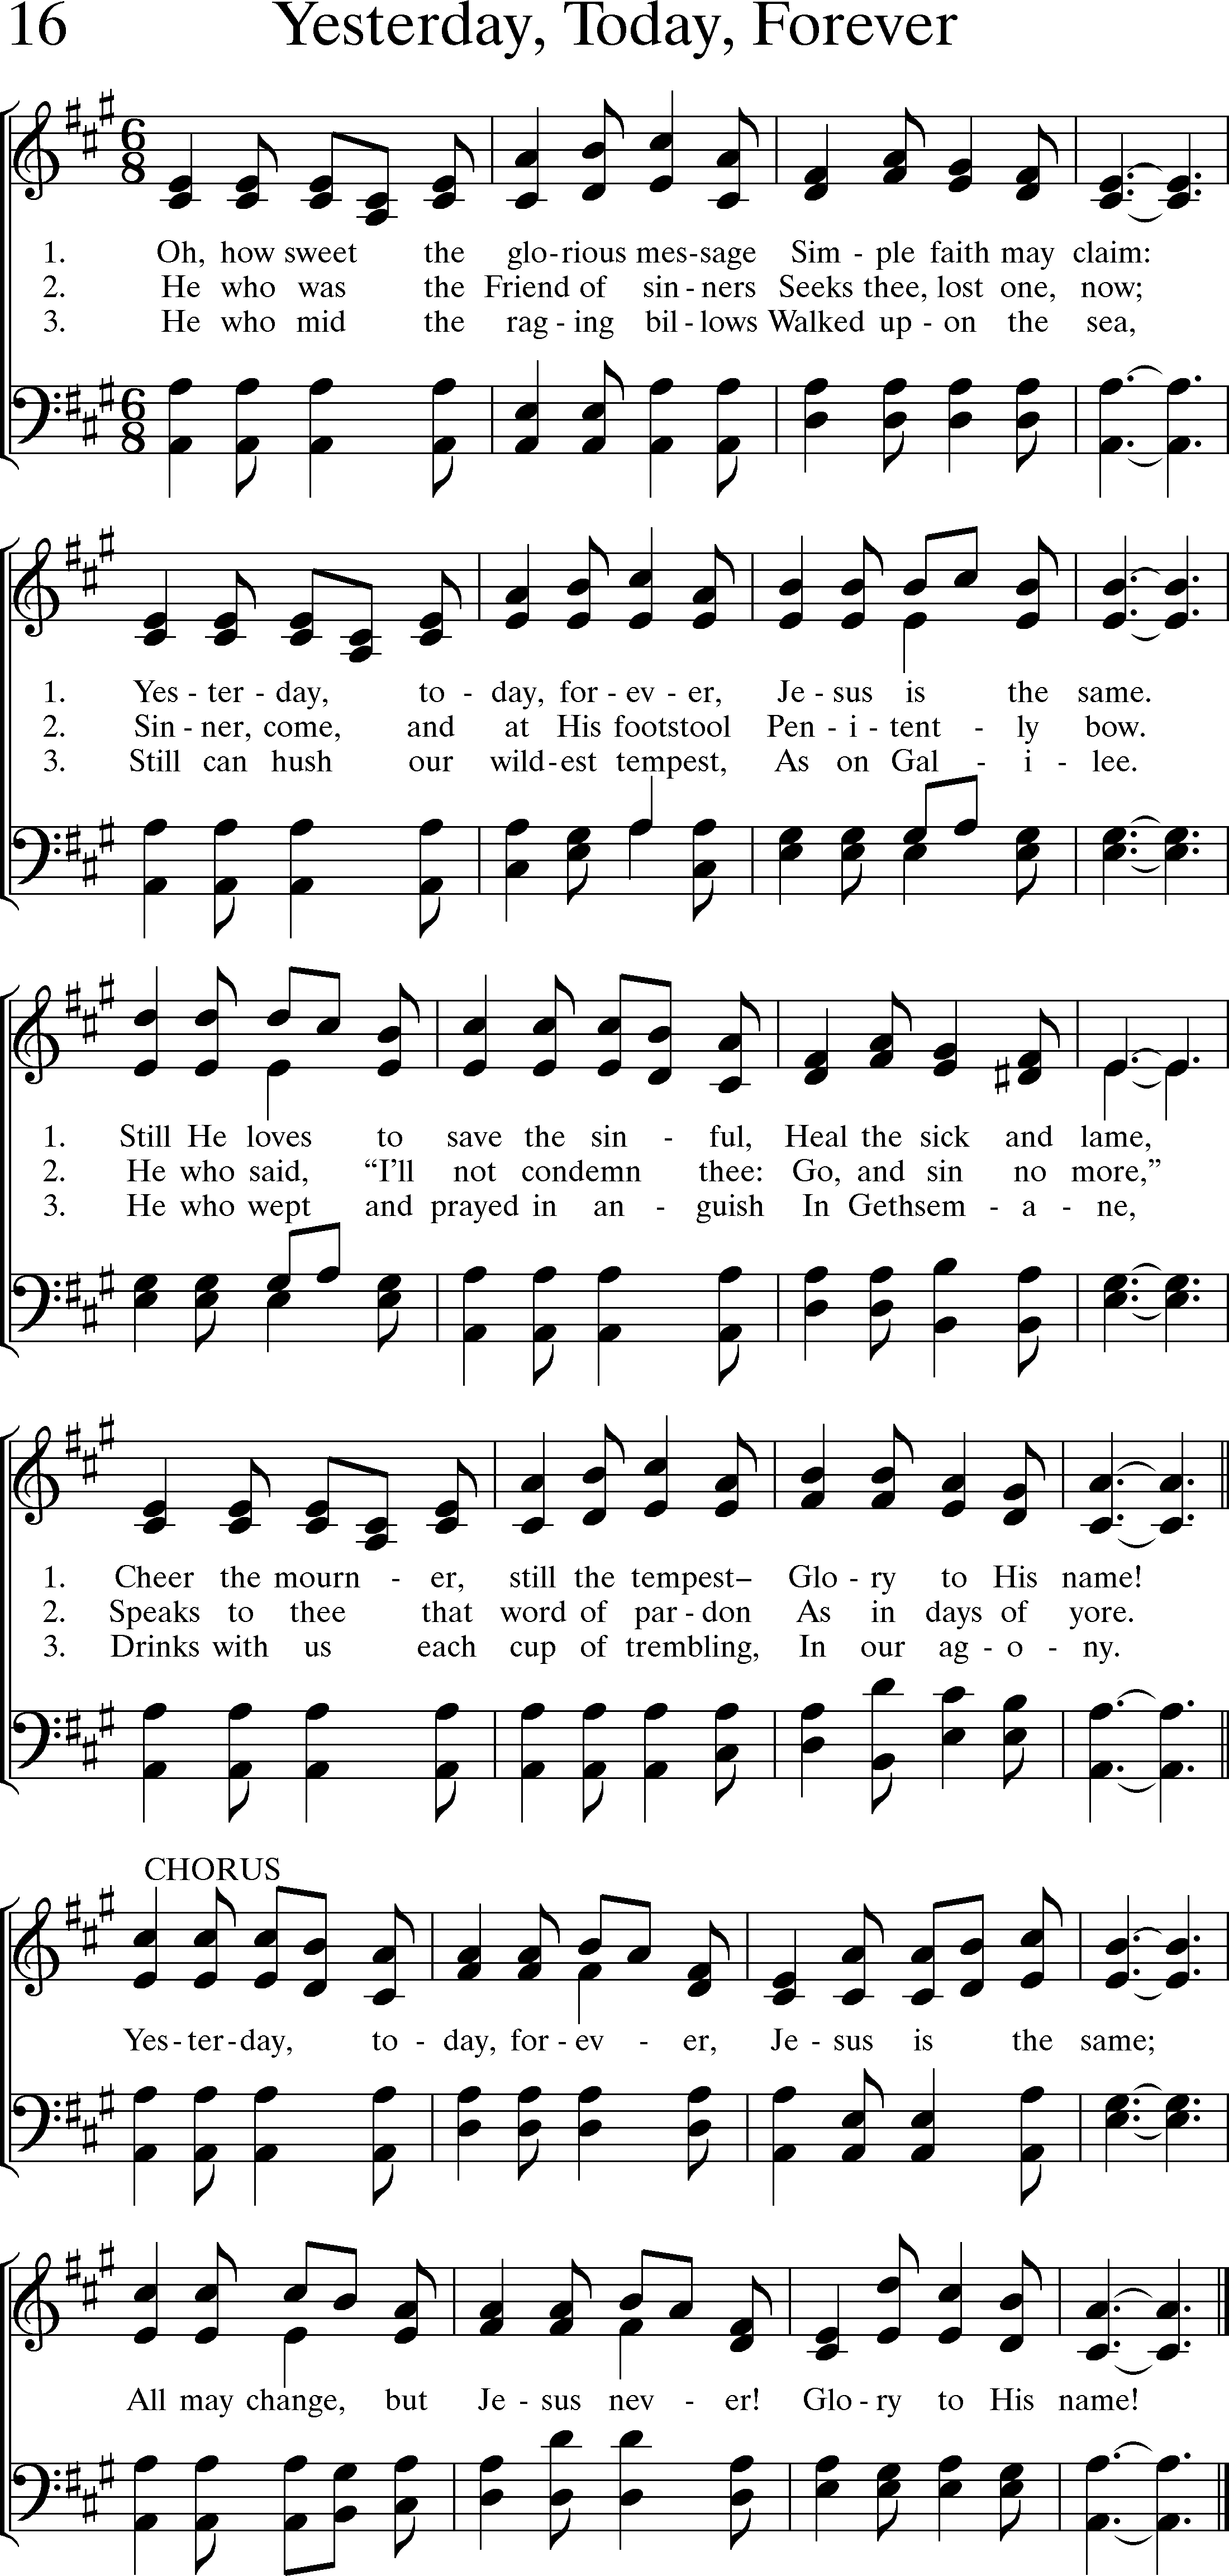 16 Yesterday, Today, Forever
6
8
1. Oh, how sweet the glo-rious mes-sage Sim - ple faith may claim:
2. He who was the Friend of sin - ners Seeks thee, lost one, now;
3. He who mid the rag - ing bil - lows Walked up - on the sea,
6
8
1. Yes - ter - day, to - day, for - ev - er, Je - sus is the same.
2. Sin - ner, come, and at His footstool Pen - i - tent - ly bow.
3. Still can hush our wild-est tempest, As on Gal - i - lee.
1. Still He loves to save the sin - ful, Heal the sick and lame,
2. He who said, “I’ll not condemn thee: Go, and sin no more,”
3. He who wept and prayed in an - guish In Gethsem - a - ne,
1. Cheer the mourn - er, still the tempest– Glo - ry to His name!
2. Speaks to thee that word of par - don As in days of yore.
3. Drinks with us each cup of trembling, In our ag - o - ny.
CHORUS
Yes-ter-day, to - day, for - ev - er, Je - sus is the same;
All may change, but Je - sus nev - er! Glo - ry to His name!